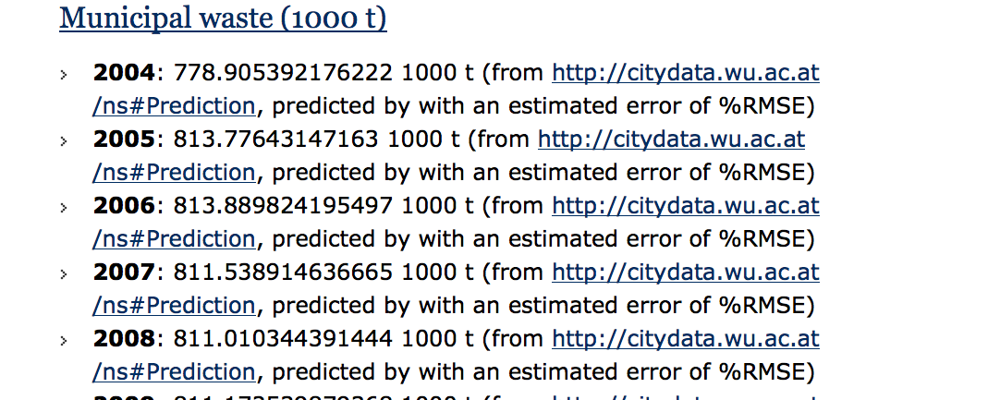 Municipal waste (1000 t)
› 2004: 778.905392176222 1000 t (from http://citydata.wu.ac.at
/ns#Prediction, predicted by with an estimated error of %RMSE)
› 2005: 813.77643147163 1000 t (from http://citydata.wu.ac.at
/ns#Prediction, predicted by with an estimated error of %RMSE)
› 2006: 813.889824195497 1000 t (from http://citydata.wu.ac.at
/ns#Prediction, predicted by with an estimated error of %RMSE)
› 2007: 811.538914636665 1000 t (from http://citydata.wu.ac.at
/ns#Prediction, predicted by with an estimated error of %RMSE)
› 2008: 811.010344391444 1000 t (from http://citydata.wu.ac.at
/ns#Prediction, predicted by with an estimated error of %RMSE)